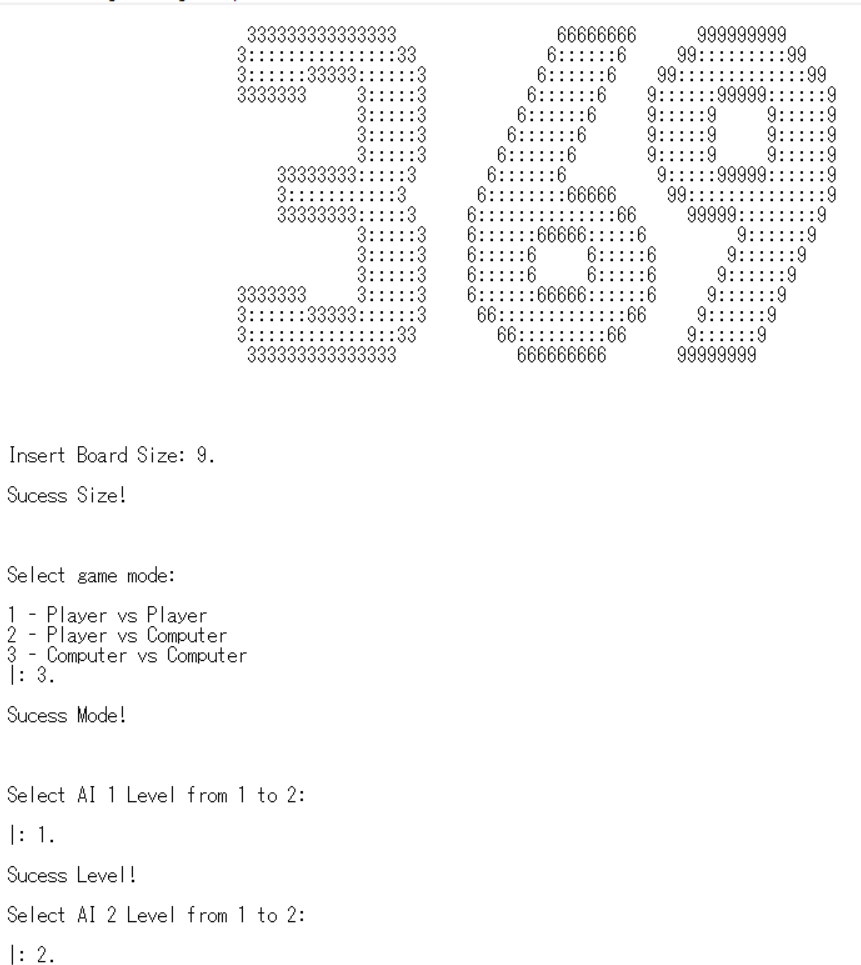 333333333333333                66666666      999999999
3:::::::::::::::33             6::::::6     99:::::::::99
3::::::33333::::::3           6::::::6    99:::::::::::::99
3333333     3:::::3          6::::::6    9::::::99999::::::9
            3:::::3         6::::::6     9:::::9     9:::::9
            3:::::3        6::::::6      9:::::9     9:::::9
            3:::::3       6::::::6       9:::::9     9:::::9
    33333333:::::3       6::::::6         9:::::99999::::::9
    3:::::::::::3       6::::::::66666     99::::::::::::::9
    33333333:::::3     6::::::::::::::66     99999::::::::9
            3:::::3    6::::::66666:::::6         9::::::9
            3:::::3    6:::::6     6:::::6       9::::::9
            3:::::3    6:::::6     6:::::6      9::::::9
3333333     3:::::3    6::::::66666::::::6     9::::::9
3::::::33333::::::3     66:::::::::::::66     9::::::9
3:::::::::::::::33        66:::::::::66      9::::::9
 333333333333333            666666666       99999999
Insert Board Size: 9.
Sucess Size!
Select game mode:
1 - Player vs Player
2 - Player vs Computer
3 - Computer vs Computer
|: 3.
Sucess Mode!
Select AI 1 Level from 1 to 2:
|: 1.
Sucess Level!
Select AI 2 Level from 1 to 2:
|: 2.